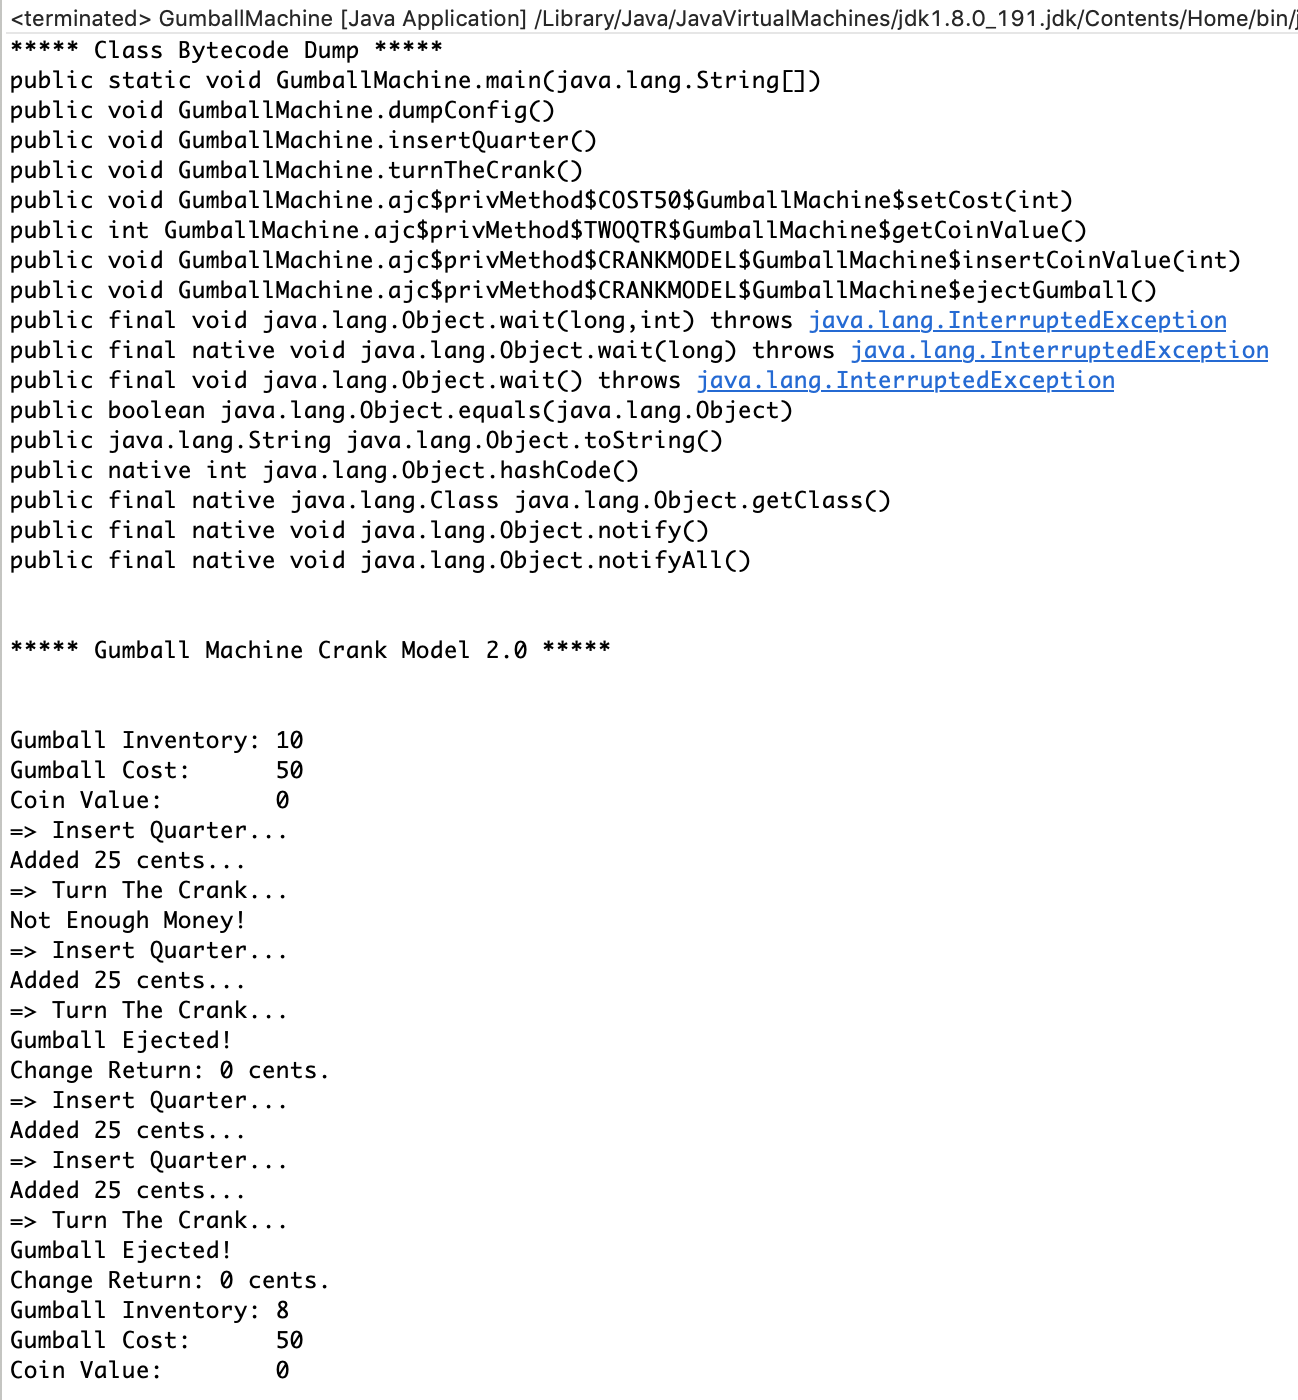 <terminated> GumballMachine [Java Application] /Library/Java/JavaVirtualMachines/jdk1.8.0_191.jdk/Contents/Home/bin/j
***** Class Bytecode Dump *****
public static void GumballMachine.main(java.lang.String[])
public void GumballMachine.dumpConfig()
public void GumballMachine.insertQuarter()
public void GumballMachine.turnTheCrank()
public void GumballMachine.ajc$privMethod$COST50$GumballMachine$setCost(int)
public int GumballMachine.ajc$privMethod$TWOQTR$GumballMachine$getCoinValue()
public void GumballMachine.ajc$privMethod$CRANKMODEL$GumballMachine$insertCoinValue(int)
public void GumballMachine.ajc$privMethod$CRANKMODEL$GumballMachine$ejectGumball()
public final void java.lang.Object.wait(long,int) throws java.lang.InterruptedException
public final native void java.lang.Object.wait(long) throws java.lang.InterruptedException
public final void java.lang.Object.wait() throws java.lang.InterruptedException
public boolean java.lang.Object.equals(java.lang.Object)
public java.lang.String java.lang.Object.toString()
public native int java.lang.Object.hashCode()
public final native java.lang.Class java.lang.Object.getClass()
public final native void java.lang.Object.notify()
public final native void java.lang.Object.notifyAll()
***** Gumball Machine Crank Model 2.0 *****
Gumball Inventory: 10
Gumball Cost:      50
Coin Value:        0
=> Insert Quarter...
Added 25 cents...
=> Turn The Crank...
Not Enough Money!
=> Insert Quarter...
Added 25 cents...
=> Turn The Crank...
Gumball Ejected!
Change Return: 0 cents.
=> Insert Quarter...
Added 25 cents...
=> Insert Quarter...
Added 25 cents...
=> Turn The Crank...
Gumball Ejected!
Change Return: 0 cents.
Gumball Inventory: 8
Gumball Cost:      50
Coin Value:        0